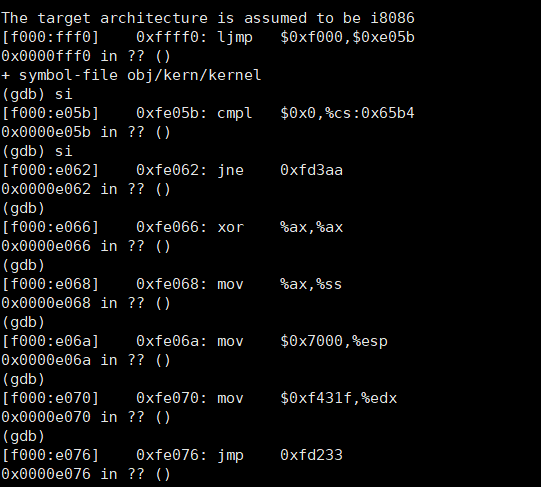 The target architecture is assumed to be i8086
[f000:fff0]    0xffff0: ljmp   $0xf000,$0xe05b
0x0000fff0 in ?? ()
+ symbol-file obj/kern/kernel
(gdb) si
[f000:e05b]    0xfe05b: cmpl   $0x0,%cs:0x65b4
0x0000e05b in ?? ()
(gdb) si
[f000:e062]    0xfe062: jne    0xfd3aa
0x0000e062 in ?? ()
(gdb)
[f000:e066]    0xfe066: xor    %ax,%ax
0x0000e066 in ?? ()
(gdb)
[f000:e068]    0xfe068: mov    %ax,%ss
0x0000e068 in ?? ()
(gdb)
[f000:e06a]    0xfe06a: mov    $0x7000,%esp
0x0000e06a in ?? ()
(gdb)
[f000:e070]    0xfe070: mov    $0xf431f,%edx
0x0000e070 in ?? ()
(gdb)
[f000:e076]    0xfe076: jmp    0xfd233
0x0000e076 in ?? ()